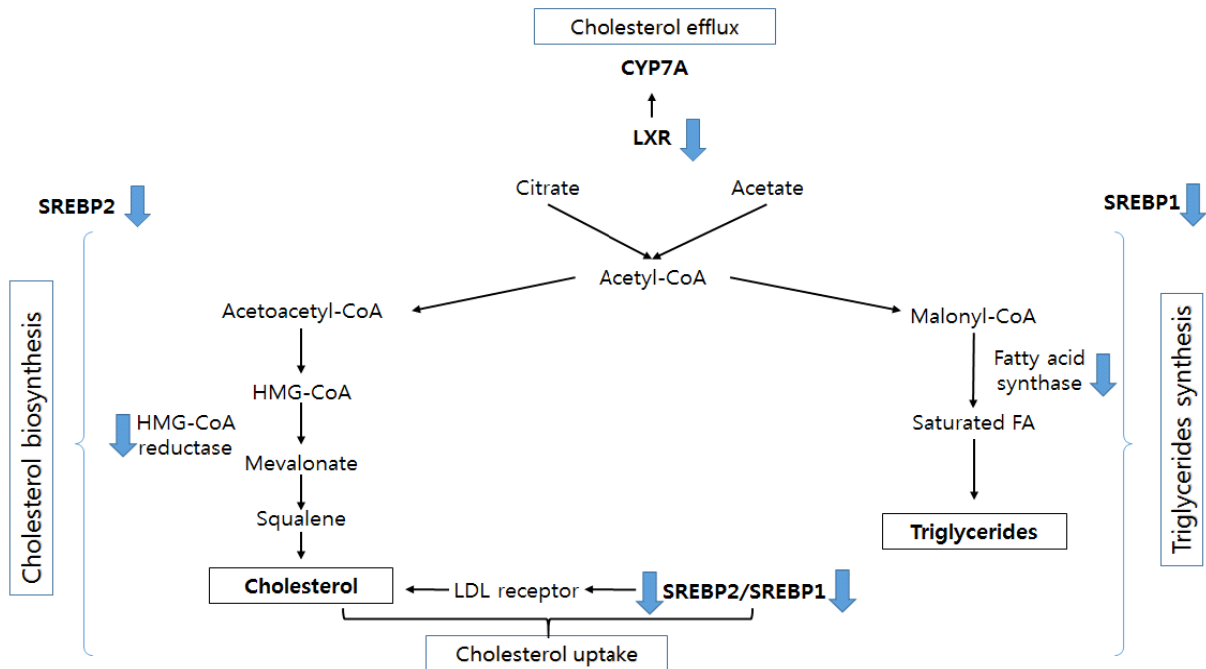 Cholesterol efflux
CYP7A
LXR
Citrate
Acetate
SREBP2
SREBP1
Acetyl-CoA
Acetoacetyl-CoA
Malonyl-CoA
Fatty acid
synthase
HMG-CoA
HMG-CoA
reductase
Saturated FA
Mevalonate
Squalene
Triglycerides
Cholesterol
LDL receptor
SREBP2/SREBP1
Cholesterol uptake
Cholesterol biosynthesis
Triglycerides synthesis